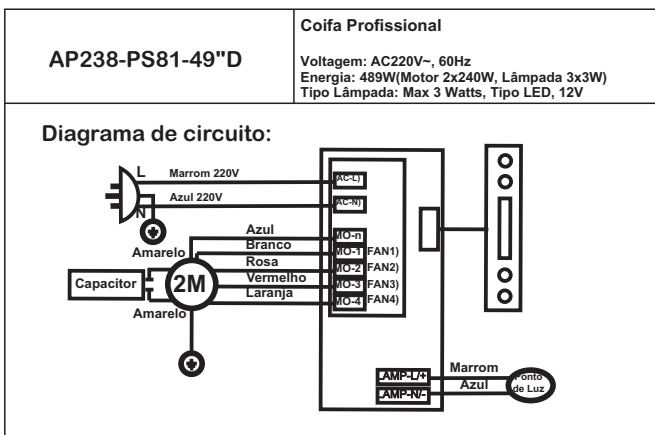 AP238-PS81-49"D
Coifa Profissional
Voltagem: AC220V~, 60Hz
Energia: 489W(Motor 2x240W, Lâmpada 3x3W)
Tipo Lâmpada: Max 3 Watts, Tipo LED, 12V
Diagrama de circuito:
L
Marrom 220V
AC-L)
Azul 220V
N
AC-N)
Azul
MO-n
Amarelo
Branco
MO-1 FAN1)
Rosa
MO-2 FAN2)
Capacitor
2M
Vermelho
MO-3 FAN3)
Laranja
MO-4 FAN4)
Amarelo
LAMP-L/+
Marrom
Ponto
de Luz
LAMP-N/-
Azul